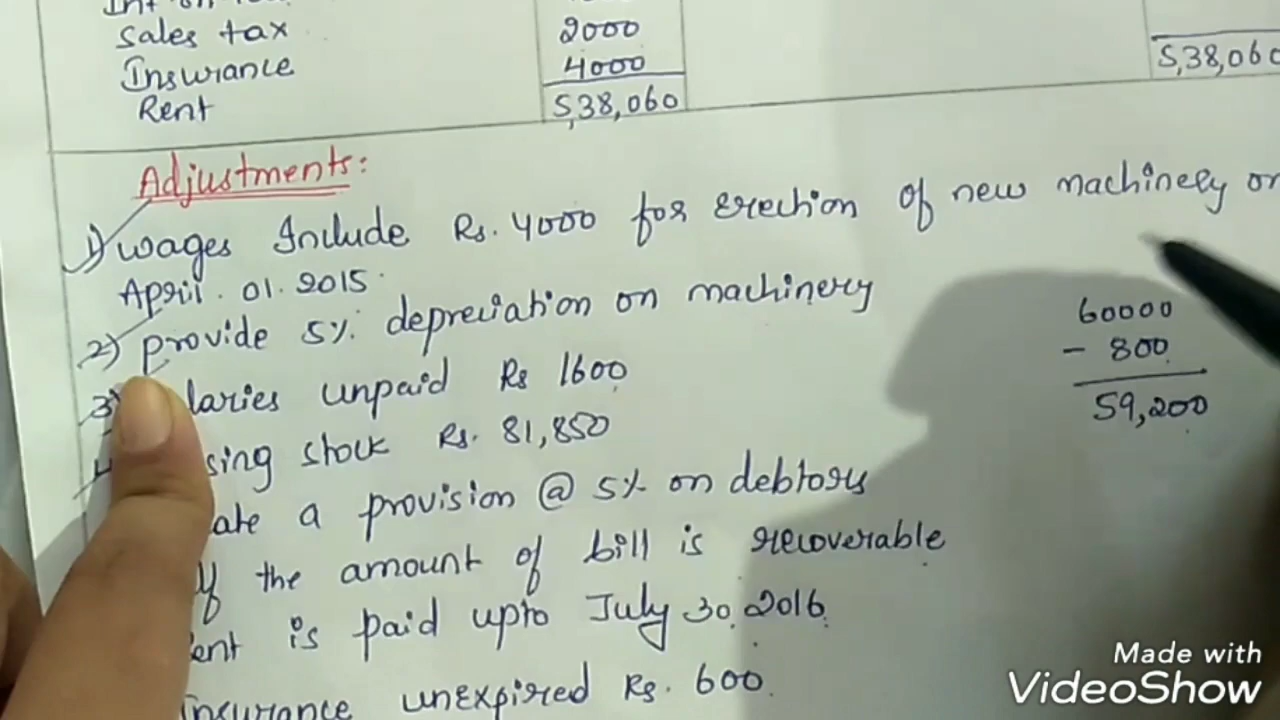 Sales tax 2000
Insurance 4000
Rent 5,38,060
5,38,060
Adjustments:
1) Wages Include Rs. 4000 for erection of new machinery on
April. 01. 2015.
2) Provide 5% depreciation on machinery
3) laries unpaid Rs 1600
sing stock Rs. 81,850
ate a provision @ 5% on debtors
If the amount of bill is recoverable
ent is paid upto July 30, 2016.
Insurance unexpired Rs. 600.
60000
- 800
59,200
Made with
VideoShow